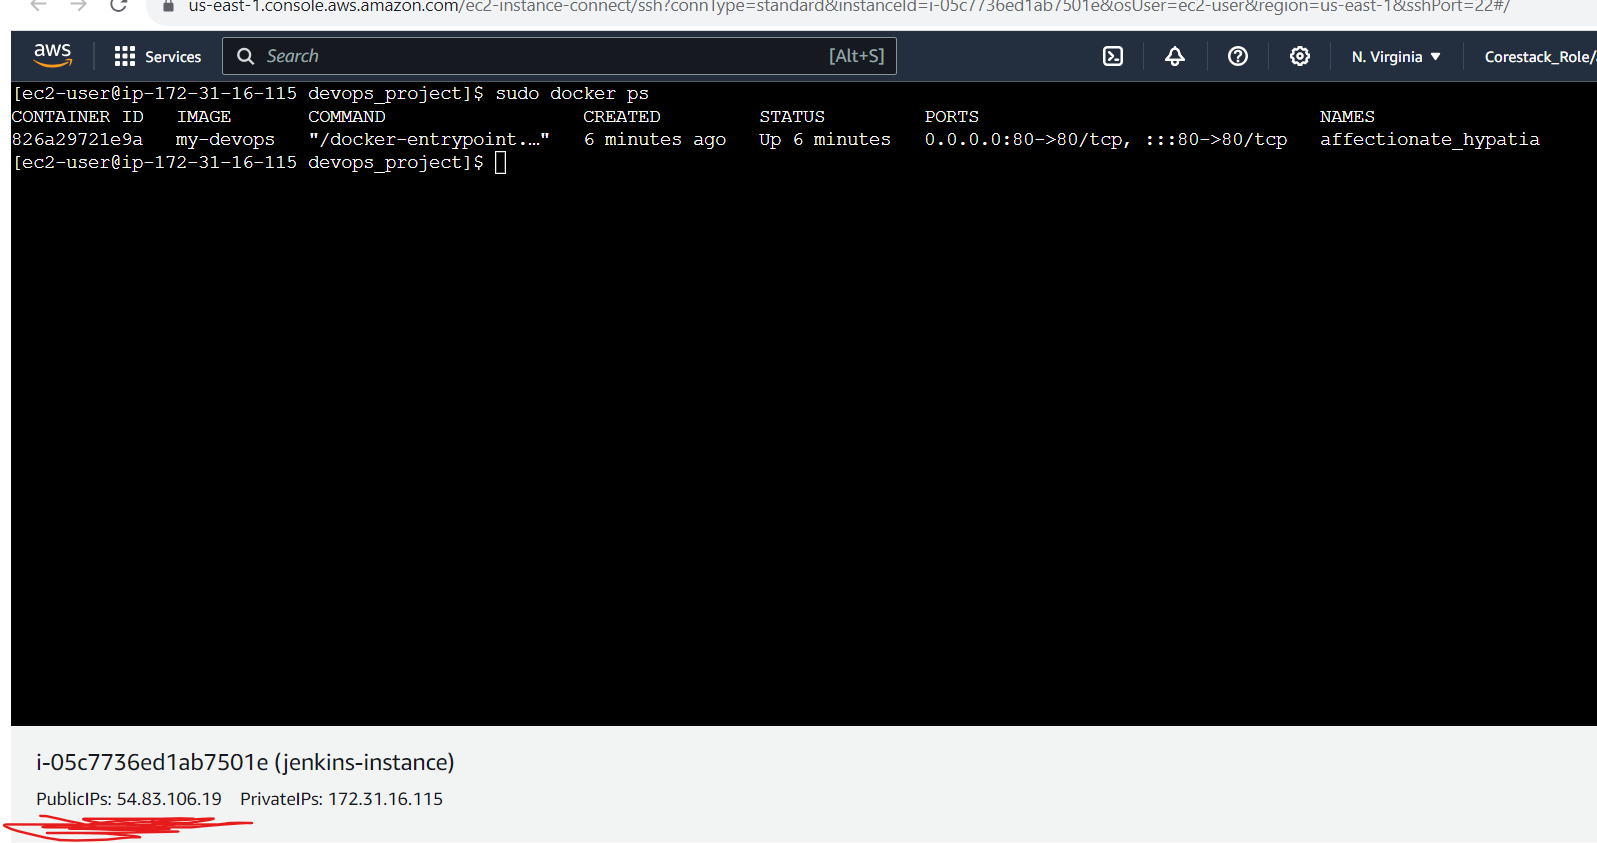 us-east-1.console.aws.amazon.com/ec2-instance-connect/ssh?connType=standard&instanceId=i-05c7736ed1ab7501e&osUser=ec2-user&region=us-east-1&sshPort=22#/
aws Services Search [Alt+S] N. Virginia Corestack_Role/
[ec2-user@ip-172-31-16-115 devops_project]$ sudo docker ps
CONTAINER ID IMAGE COMMAND CREATED STATUS PORTS NAMES
826a29721e9a my-devops "/docker-entrypoint.…" 6 minutes ago Up 6 minutes 0.0.0.0:80->80/tcp, :::80->80/tcp affectionate_hypatia
[ec2-user@ip-172-31-16-115 devops_project]$
i-05c7736ed1ab7501e (jenkins-instance)
PublicIPs: 54.83.106.19 PrivateIPs: 172.31.16.115